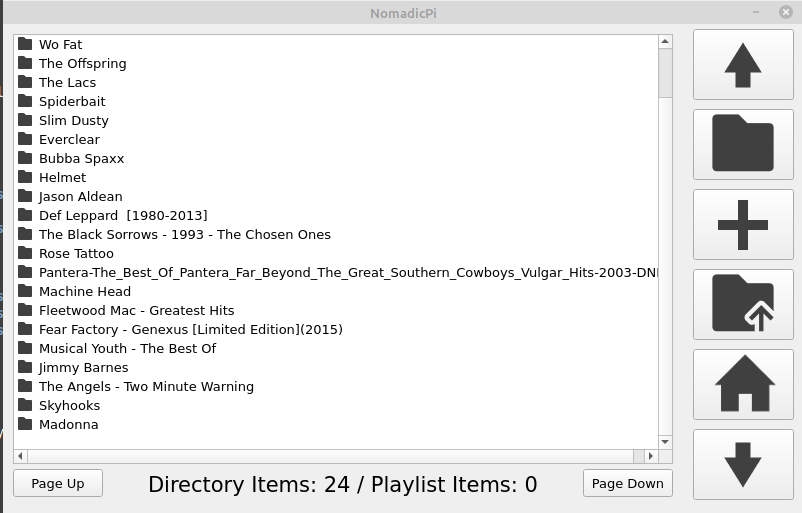 NomadicPi
Wo Fat
The Offspring
The Lacs
Spiderbait
Slim Dusty
Everclear
Bubba Spaxx
Helmet
Jason Aldean
Def Leppard  [1980-2013]
The Black Sorrows - 1993 - The Chosen Ones
Rose Tattoo
Pantera-The_Best_Of_Pantera_Far_Beyond_The_Great_Southern_Cowboys_Vulgar_Hits-2003-DN
Machine Head
Fleetwood Mac - Greatest Hits
Fear Factory - Genexus [Limited Edition](2015)
Musical Youth - The Best Of
Jimmy Barnes
The Angels - Two Minute Warning
Skyhooks
Madonna
Page Up
Directory Items: 24 / Playlist Items: 0
Page Down